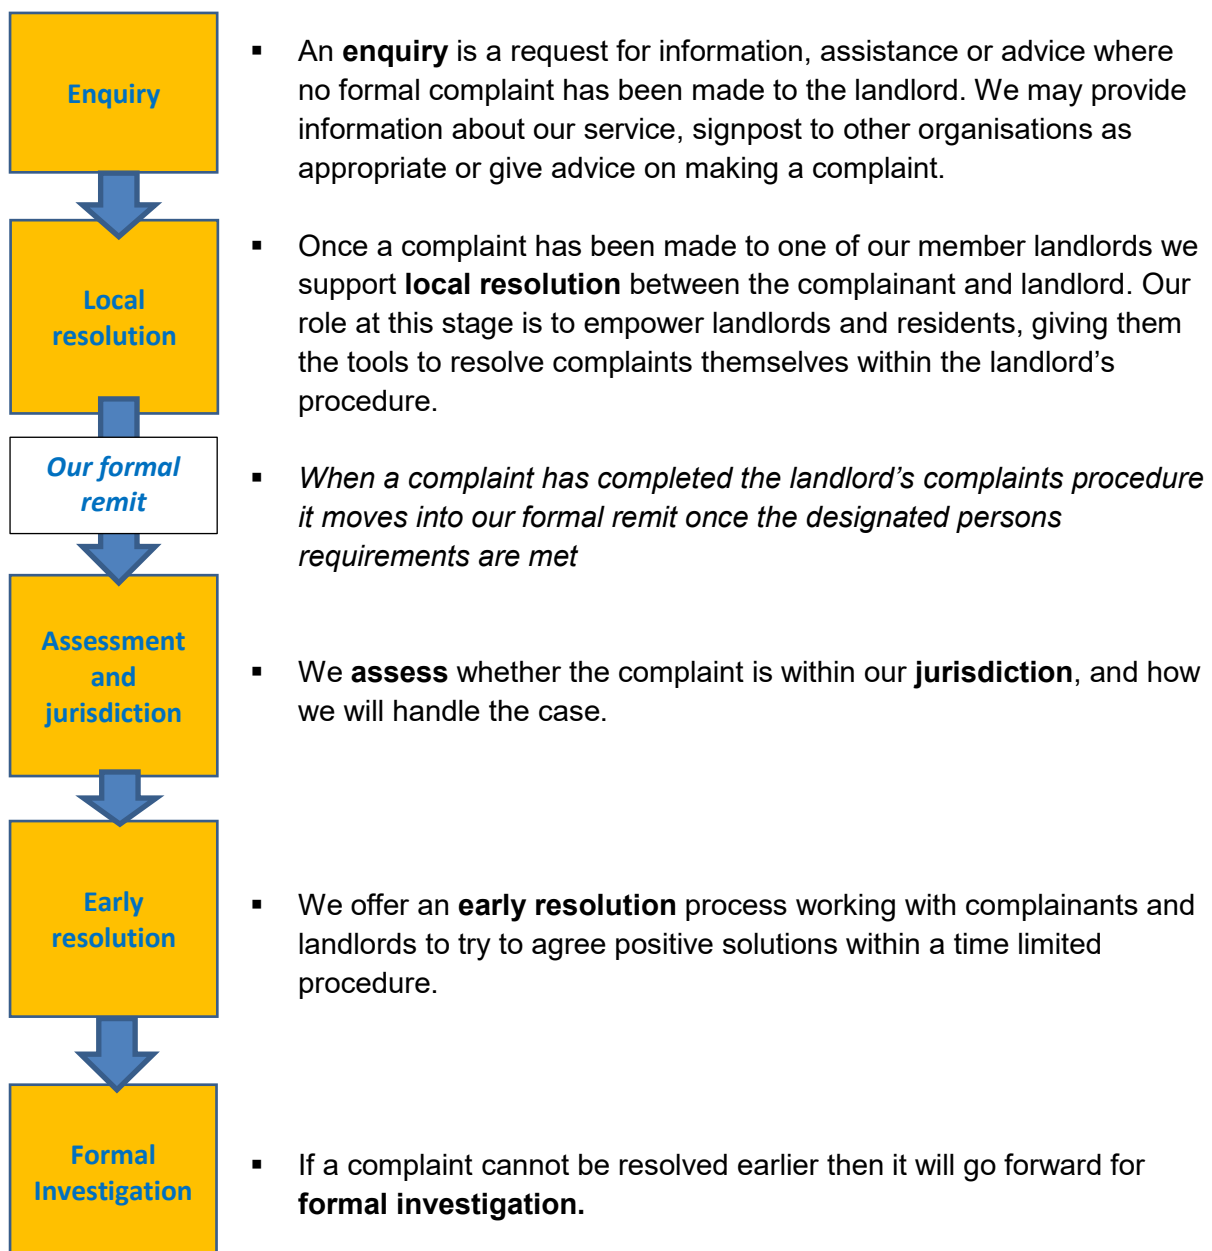 Enquiry
▪ An enquiry is a request for information, assistance or advice where
no formal complaint has been made to the landlord. We may provide
information about our service, signpost to other organisations as
appropriate or give advice on making a complaint.
Local
resolution
▪ Once a complaint has been made to one of our member landlords we
support local resolution between the complainant and landlord. Our
role at this stage is to empower landlords and residents, giving them
the tools to resolve complaints themselves within the landlord’s
procedure.
Our formal
remit
▪ When a complaint has completed the landlord’s complaints procedure
it moves into our formal remit once the designated persons
requirements are met
Assessment
and
jurisdiction
▪ We assess whether the complaint is within our jurisdiction, and how
we will handle the case.
Early
resolution
▪ We offer an early resolution process working with complainants and
landlords to try to agree positive solutions within a time limited
procedure.
Formal
Investigation
▪ If a complaint cannot be resolved earlier then it will go forward for
formal investigation.